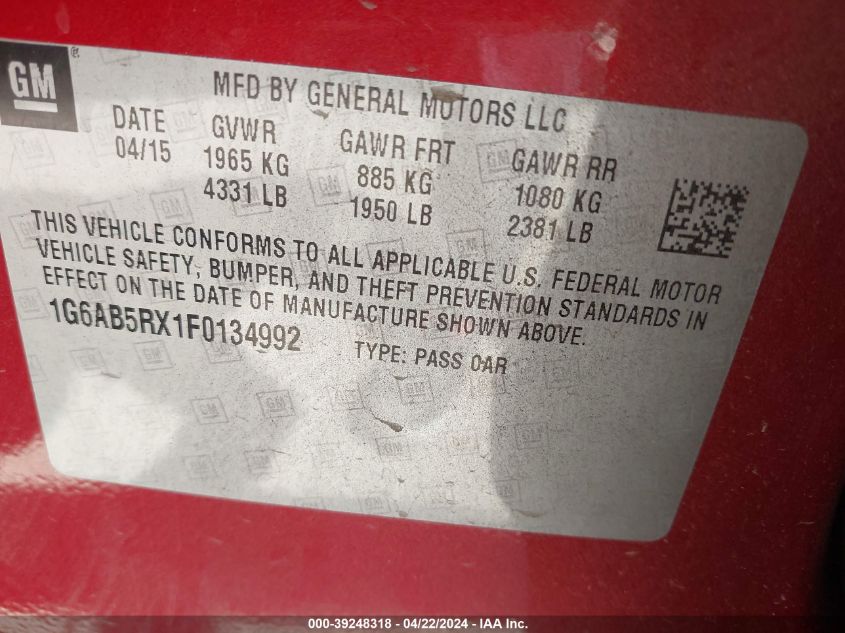 GM ®
MFD BY GENERAL MOTORS LLC
DATE GVWR GAWR FRT GAWR RR
04/15 1965 KG 885 KG 1080 KG
4331 LB 1950 LB 2381 LB
THIS VEHICLE CONFORMS TO ALL APPLICABLE U.S. FEDERAL MOTOR
VEHICLE SAFETY, BUMPER, AND THEFT PREVENTION STANDARDS IN
EFFECT ON THE DATE OF MANUFACTURE SHOWN ABOVE.
1G6AB5RX1F0134992 TYPE: PASS CAR
000-39248318 - 04/22/2024 - IAA Inc.